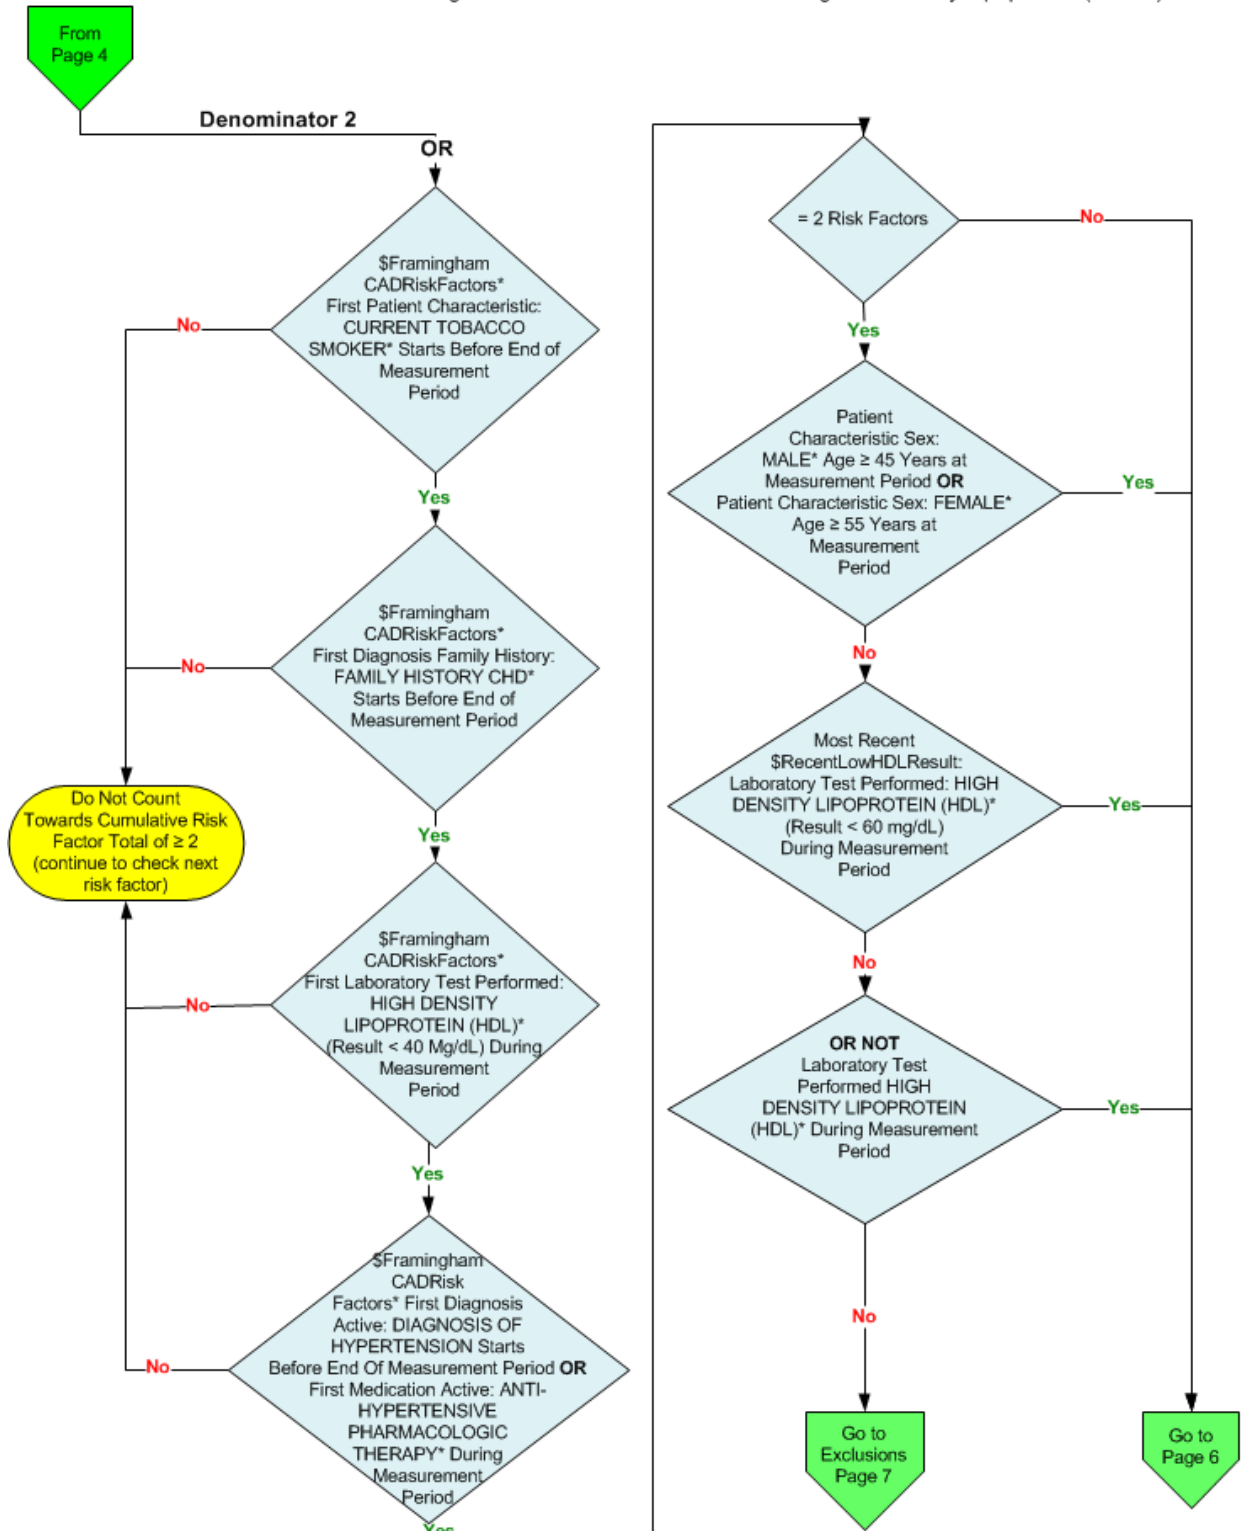 From
Page 4
Denominator 2
OR
$Framingham
CADRiskFactors*
First Patient Characteristic:
CURRENT TOBACCO
SMOKER* Starts Before End of
Measurement
Period
No
Yes
$Framingham
CADRiskFactors*
First Diagnosis Family History:
FAMILY HISTORY CHD*
Starts Before End of
Measurement Period
No
Yes
Do Not Count
Towards Cumulative Risk
Factor Total of ≥ 2
(continue to check next
risk factor)
$Framingham
CADRiskFactors*
First Laboratory Test Performed:
HIGH DENSITY
LIPOPROTEIN (HDL)*
(Result < 40 Mg/dL) During
Measurement
Period
No
Yes
$Framingham
CADRisk
Factors* First Diagnosis
Active: DIAGNOSIS OF
HYPERTENSION Starts
Before End Of Measurement Period OR
First Medication Active: ANTI-
HYPERTENSIVE
PHARMACOLOGIC
THERAPY* During
Measurement
Period
No
Yes
= 2 Risk Factors
No
Yes
Patient
Characteristic Sex:
MALE* Age ≥ 45 Years at
Measurement Period OR
Patient Characteristic Sex: FEMALE*
Age ≥ 55 Years at
Measurement
Period
Yes
No
Most Recent
$RecentLowHDLResult:
Laboratory Test Performed: HIGH
DENSITY LIPOPROTEIN (HDL)*
(Result < 60 mg/dL)
During Measurement
Period
Yes
No
OR NOT
Laboratory Test
Performed HIGH
DENSITY LIPOPROTEIN
(HDL)* During Measurement
Period
Yes
No
Go to
Exclusions
Page 7
Go to
Page 6